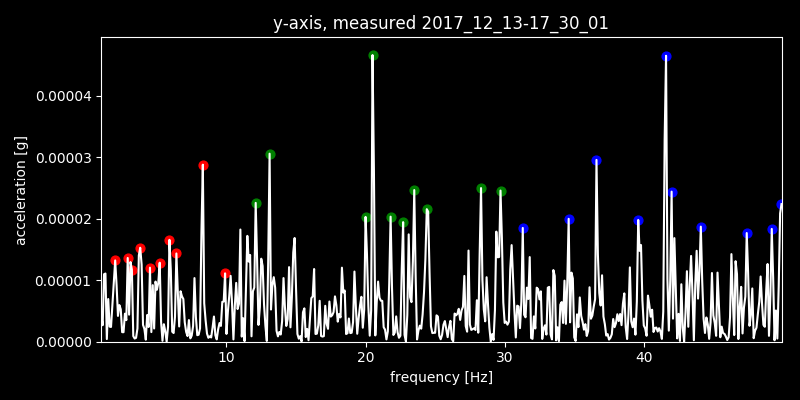 y-axis, measured 2017_12_13-17_30_01
acceleration [g]
0.00004
0.00003
0.00002
0.00001
0.00000
10 20 30 40
frequency [Hz]